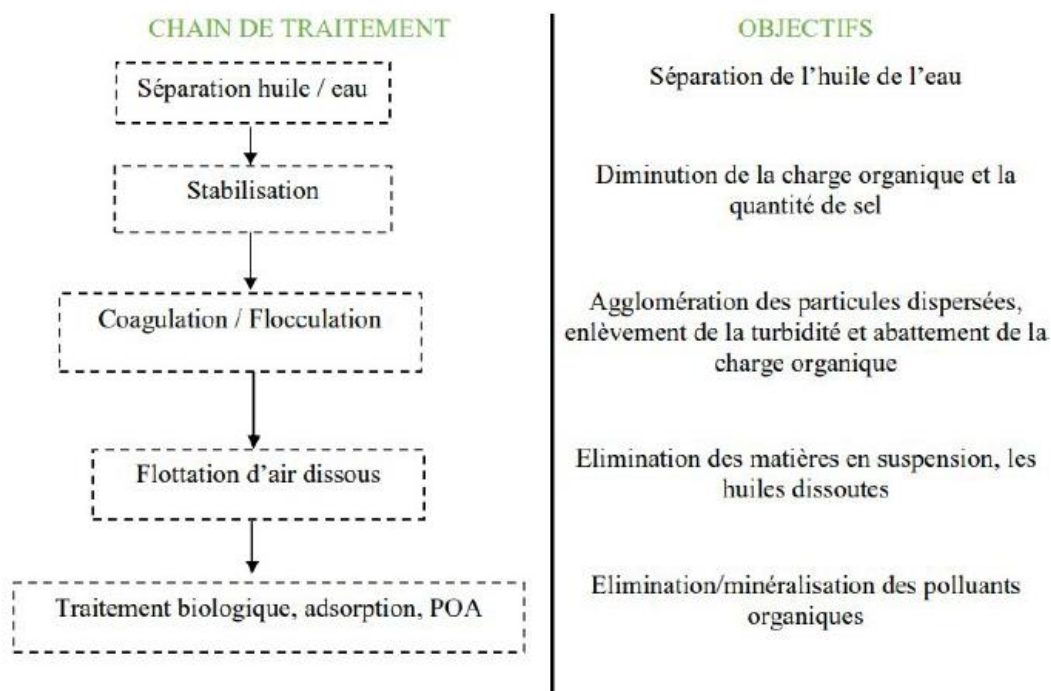 CHAIN DE TRAITEMENT
Séparation huile / eau
Stabilisation
Coagulation / Flocculation
Flottation d'air dissous
Traitement biologique, adsorption, POA
OBJECTIFS
Séparation de l'huile de l'eau
Diminution de la charge organique et la
quantité de sel
Agglomération des particules dispersées,
enlèvement de la turbidité et abattement de la
charge organique
Elimination des matières en suspension, les
huiles dissoutes
Elimination/minéralisation des polluants
organiques